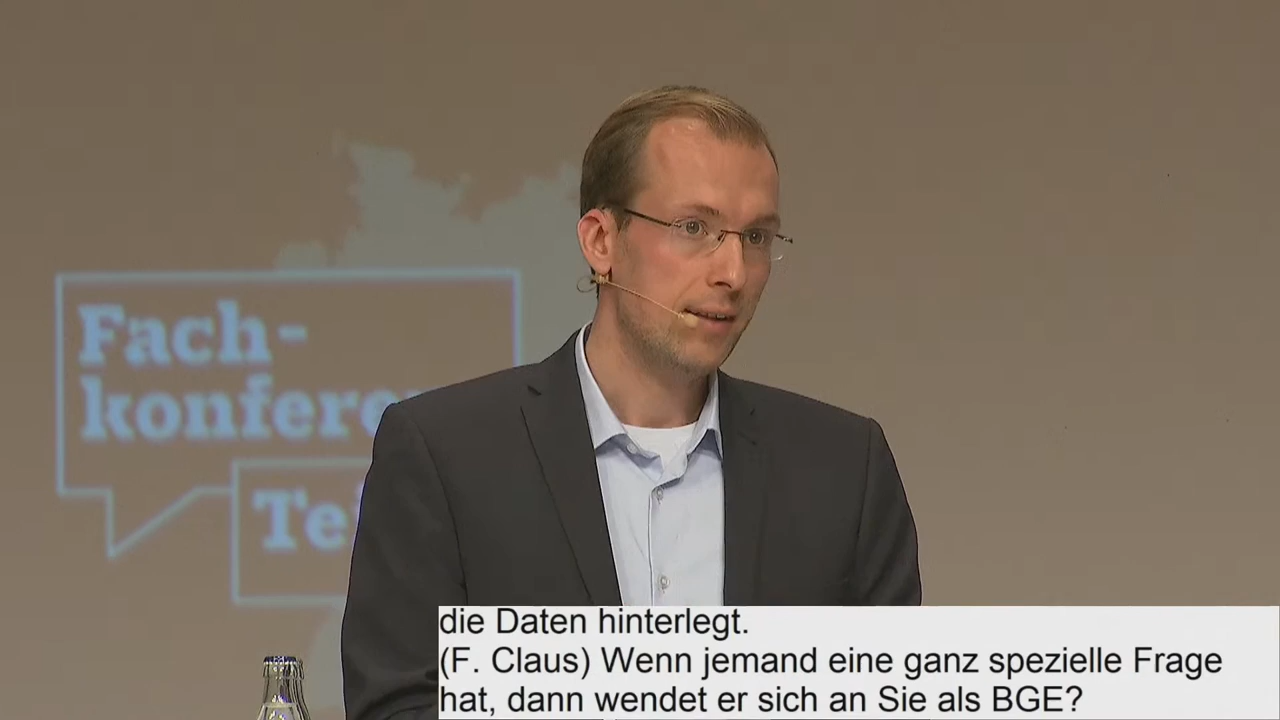 Fach-
konfere
Te
die Daten hinterlegt.
(F. Claus) Wenn jemand eine ganz spezielle Frage
hat, dann wendet er sich an Sie als BGE?